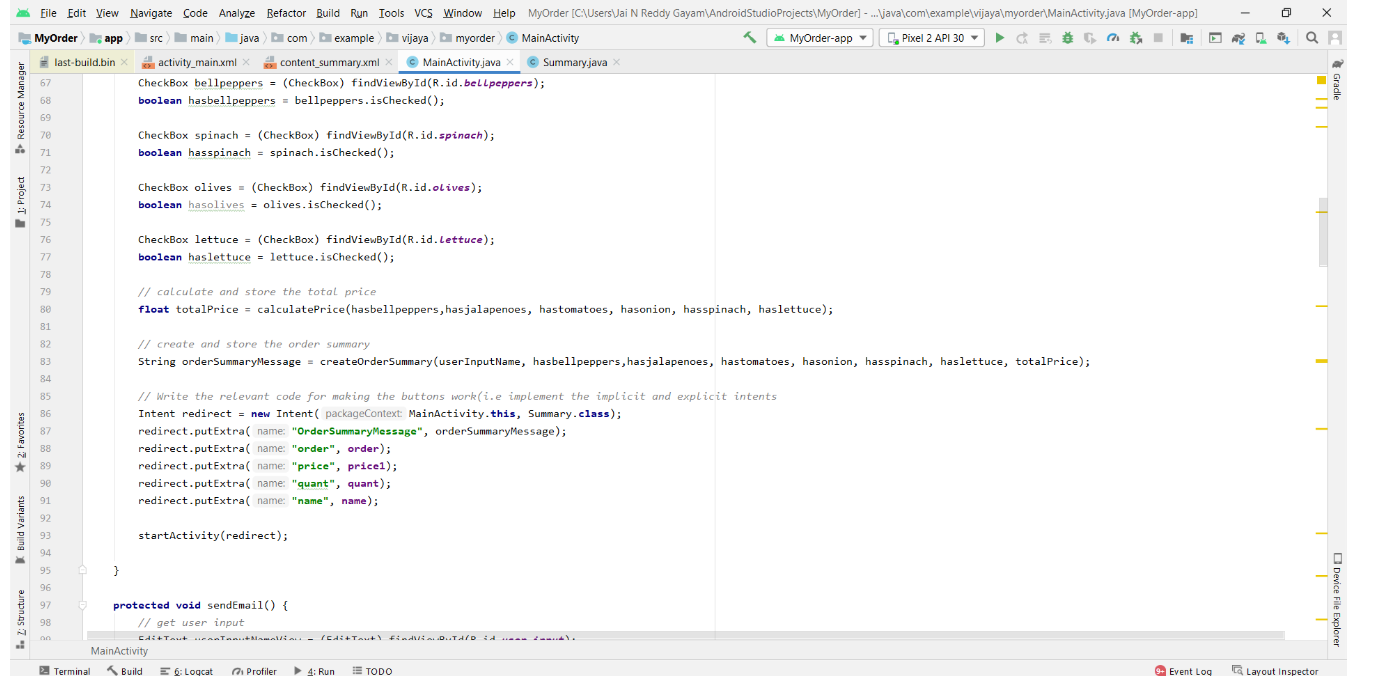 File Edit View Navigate Code Analyze Refactor Build Run Tools VCS Window Help MyOrder [C:\Users\Jai N Reddy Gayam\AndroidStudioProjects\MyOrder] - ...\java\com\example\vijaya\myorder\MainActivity.java [MyOrder-app]
MyOrder app src main java com example vijaya myorder MainActivity MyOrder-app Pixel 2 API 30
last-build.bin activity_main.xml content_summary.xml MainActivity.java Summary.java
67 CheckBox bellpeppers = (CheckBox) findViewById(R.id.bellpeppers);
68 boolean hasbellpeppers = bellpeppers.isChecked();
69
70 CheckBox spinach = (CheckBox) findViewById(R.id.spinach);
71 boolean hasspinach = spinach.isChecked();
72
73 CheckBox olives = (CheckBox) findViewById(R.id.olives);
74 boolean hasolives = olives.isChecked();
75
76 CheckBox lettuce = (CheckBox) findViewById(R.id.lettuce);
77 boolean haslettuce = lettuce.isChecked();
78
79 // calculate and store the total price
80 float totalPrice = calculatePrice(hasbellpeppers,hasjalapenoes, hastomatoes, hasonion, hasspinach, haslettuce);
81
82 // create and store the order summary
83 String orderSummaryMessage = createOrderSummary(userInputName, hasbellpeppers,hasjalapenoes, hastomatoes, hasonion, hasspinach, haslettuce, totalPrice);
84
85 // Write the relevant code for making the buttons work(i.e implement the implicit and explicit intents
86 Intent redirect = new Intent( packageContext: MainActivity.this, Summary.class);
87 redirect.putExtra( name: "OrderSummaryMessage", orderSummaryMessage);
88 redirect.putExtra( name: "order", order);
89 redirect.putExtra( name: "price", price1);
90 redirect.putExtra( name: "quant", quant);
91 redirect.putExtra( name: "name", name);
92
93 startActivity(redirect);
94
95 }
96
97 protected void sendEmail() {
98 // get user input
99 EditText userInputNameView = (EditText) findViewById(R.id.user_input);
MainActivity
Terminal Build 6: Logcat Profiler 4: Run TODO 9+ Event Log Layout Inspector
Resource Manager
1: Project
2: Favorites
Build Variants
7: Structure
Gradle
Device File Explorer